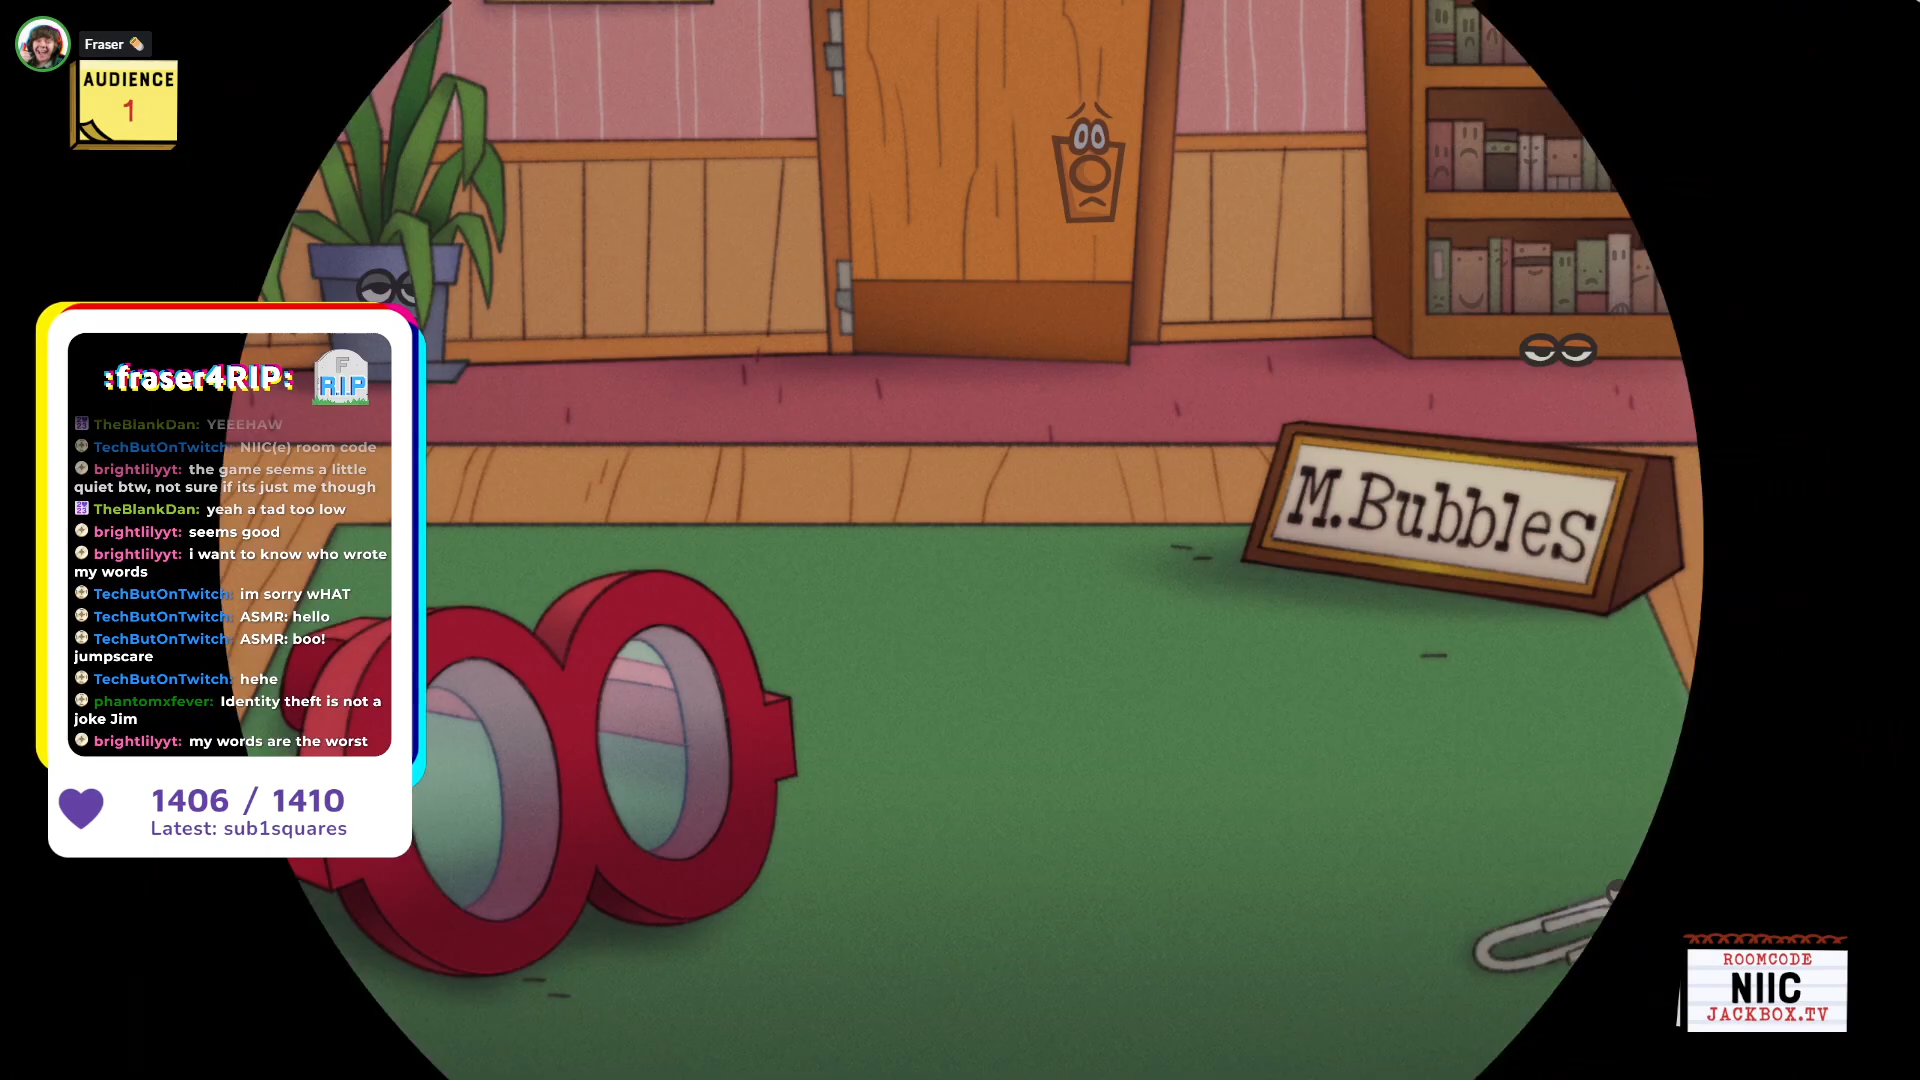 Fraser
AUDIENCE
1
:fraser4RIP:
F
R.I.P
TheBlankDan: YEEEHAW
TechButOnTwitch: NIIC(e) room code
brightlilyyt: the game seems a little
quiet btw, not sure if its just me though
TheBlankDan: yeah a tad too low
brightlilyyt: seems good
brightlilyyt: i want to know who wrote
my words
TechButOnTwitch: im sorry wHAT
TechButOnTwitch: ASMR: hello
TechButOnTwitch: ASMR: boo!
jumpscare
TechButOnTwitch: hehe
phantomxfever: Identity theft is not a
joke Jim
brightlilyyt: my words are the worst
1406 / 1410
Latest: sub1squares
M.Bubbles
ROOMCODE
NIIC
JACKBOX.TV